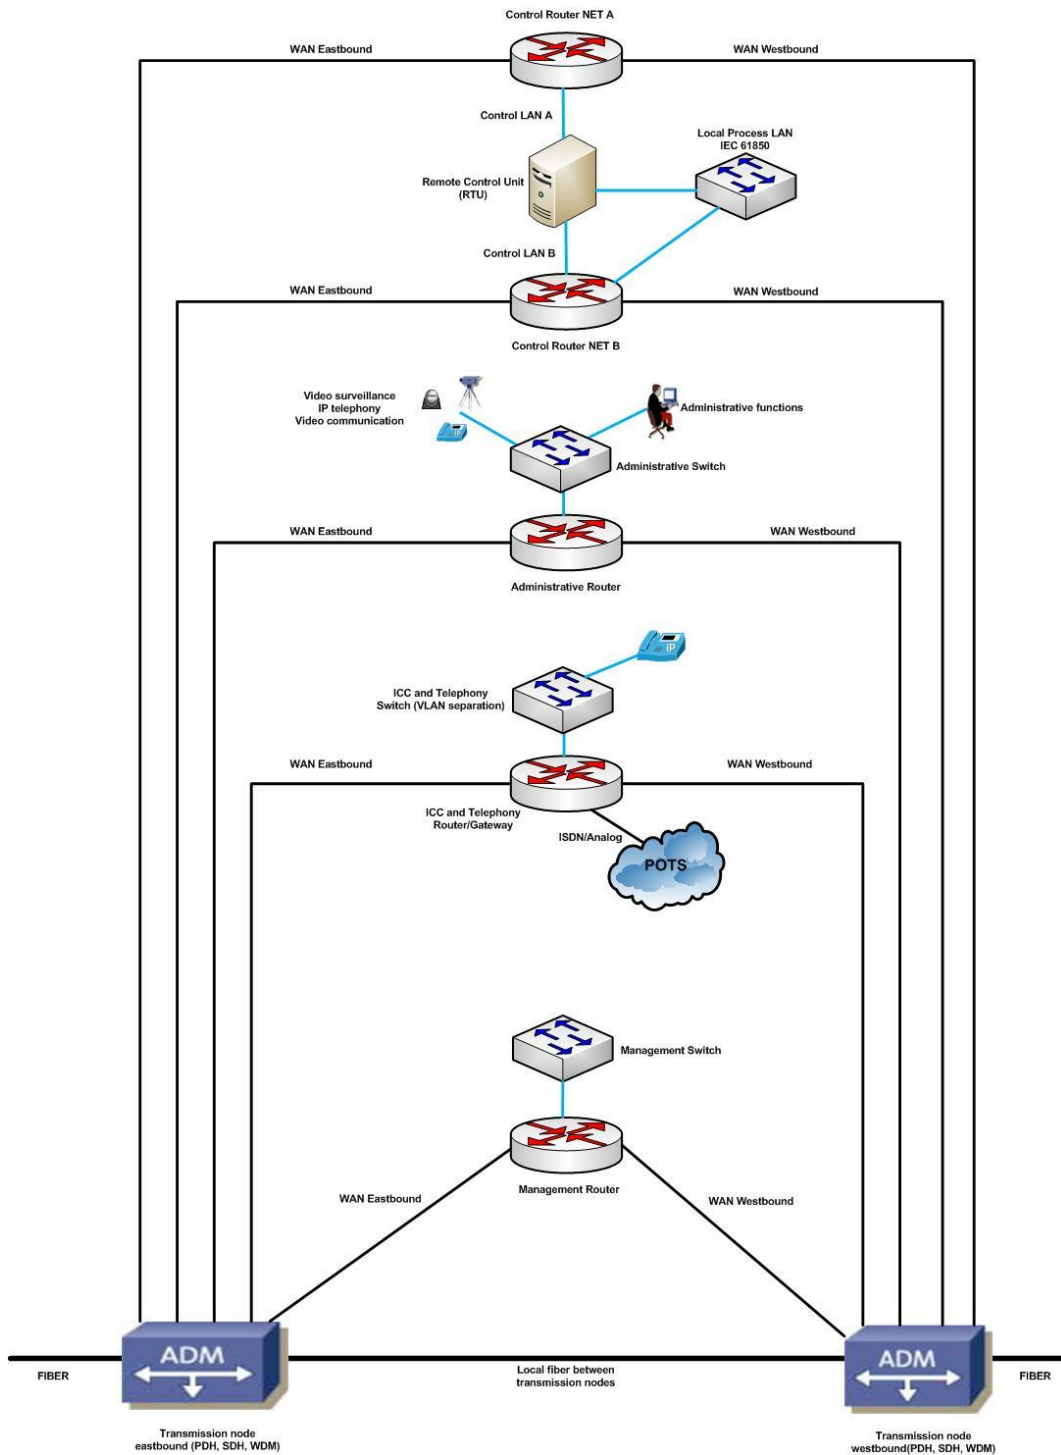 Control Router NET A
WAN Eastbound
WAN Westbound
Control LAN A
Local Process LAN
IEC 61850
Remote Control Unit
(RTU)
Control LAN B
WAN Eastbound
WAN Westbound
Control Router NET B
Video surveillance
IP telephony
Video communication
IP
Administrative functions
Administrative Switch
WAN Eastbound
WAN Westbound
Administrative Router
IP
ICC and Telephony
Switch (VLAN separation)
WAN Eastbound
WAN Westbound
ICC and Telephony
Router/Gateway
ISDN/Analog
POTS
Management Switch
Management Router
WAN Eastbound
WAN Westbound
ADM
ADM
FIBER
Local fiber between
transmission nodes
FIBER
Transmission node
eastbound (PDH, SDH, WDM)
Transmission node
westbound(PDH, SDH, WDM)